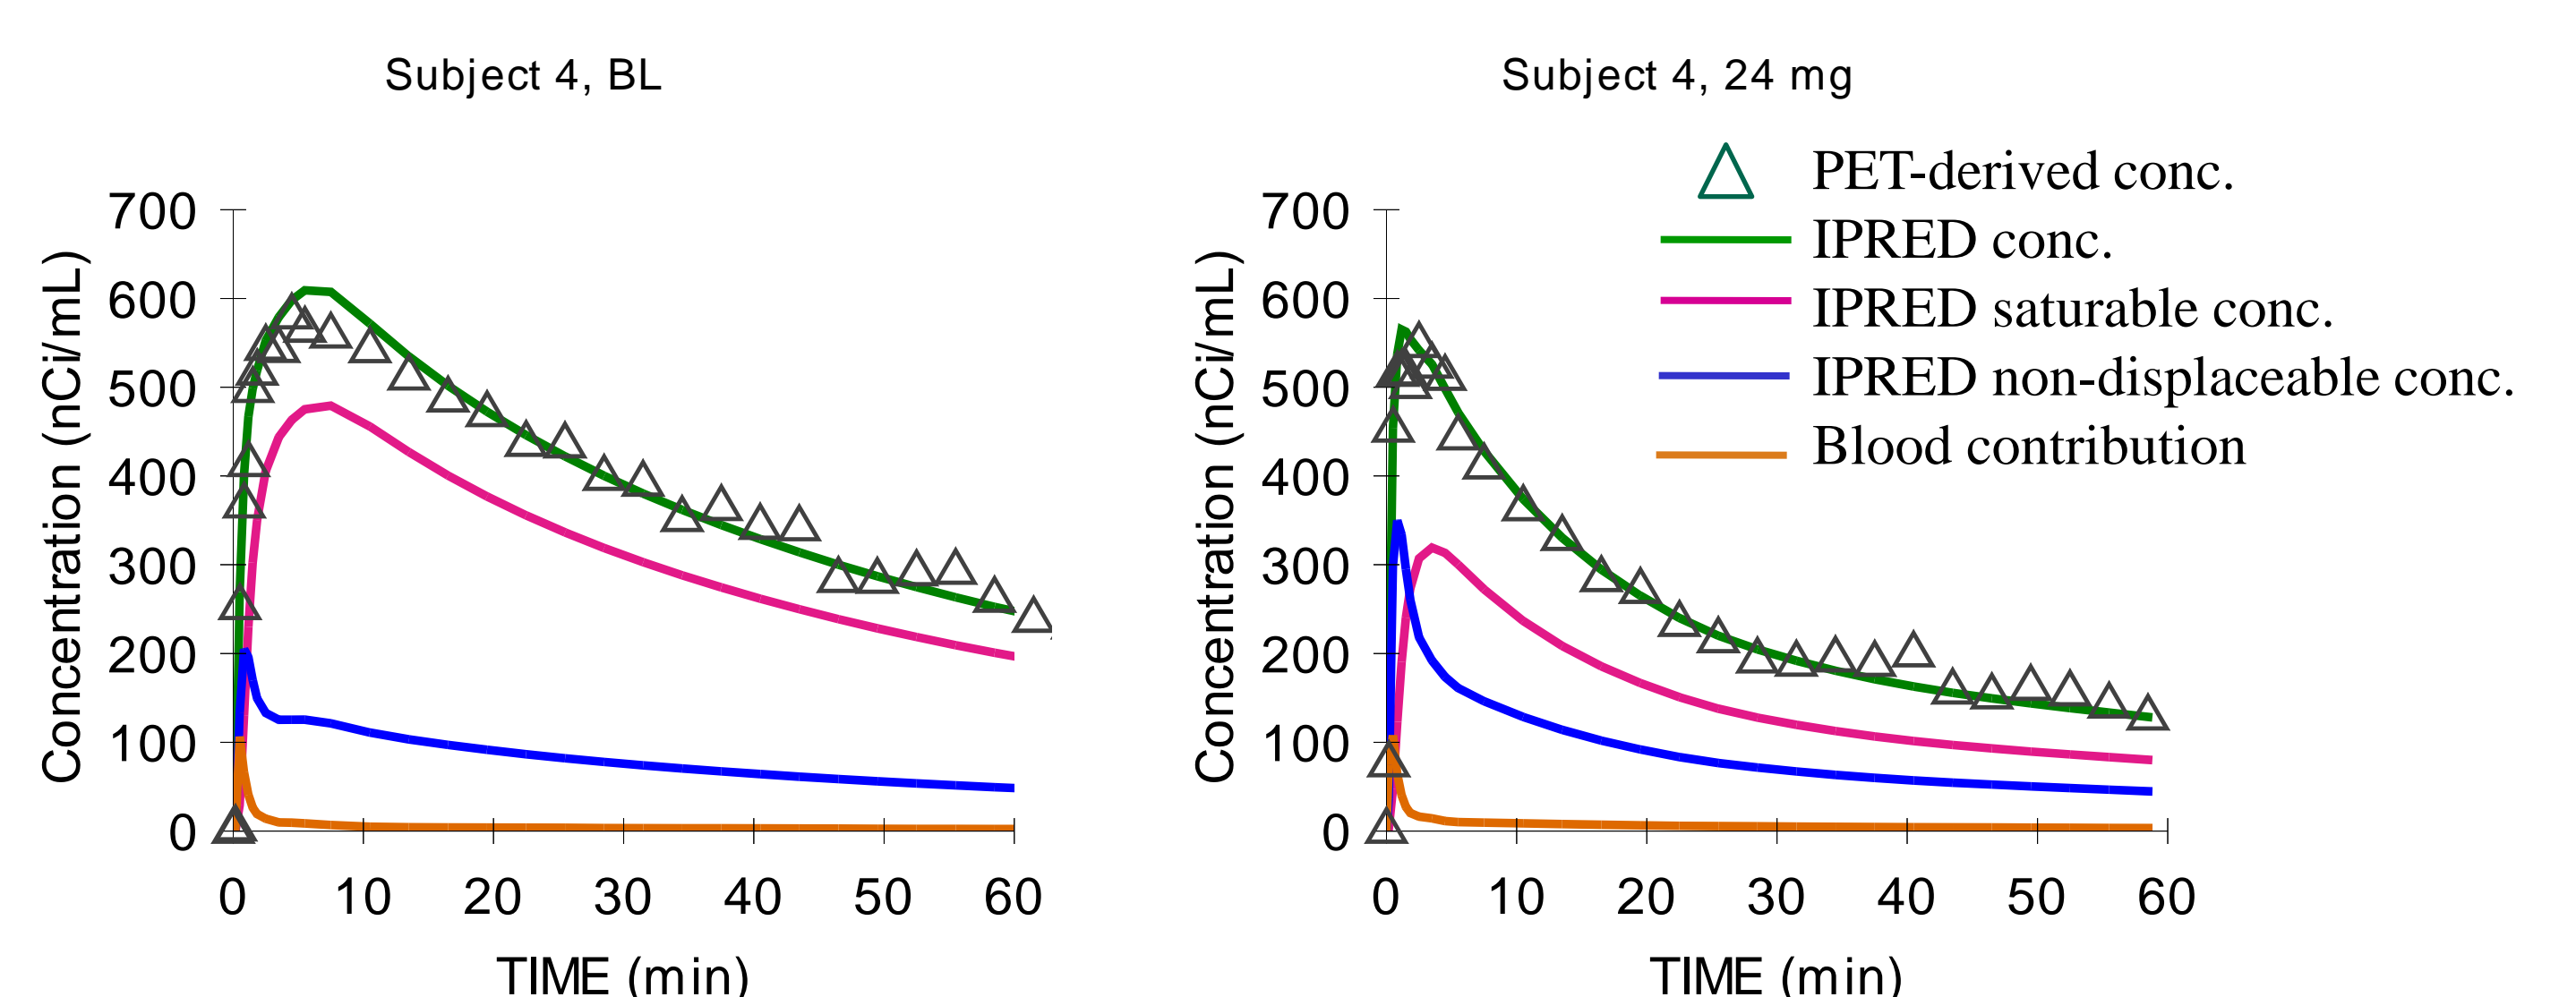 Subject 4, BL
700
600
500
400
300
200
100
0
Concentration (nCi/mL)
0 10 20 30 40 50 60
TIME (min)
Subject 4, 24 mg
PET-derived conc.
IPRED conc.
IPRED saturable conc.
IPRED non-displaceable conc.
Blood contribution
700
600
500
400
300
200
100
0
Concentration (nCi/mL)
0 10 20 30 40 50 60
TIME (min)